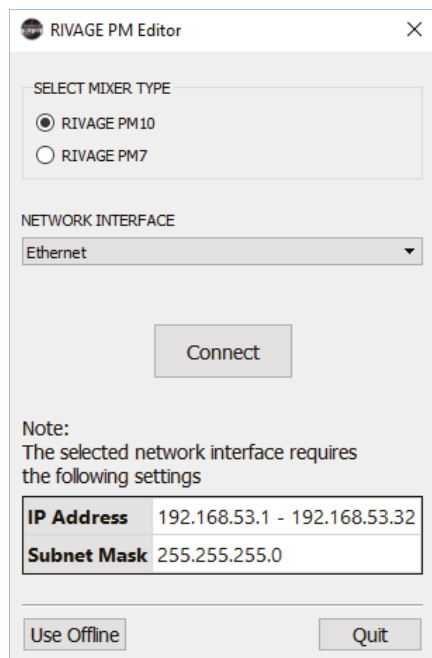 RIVAGE PM Editor
SELECT MIXER TYPE
RIVAGE PM10
RIVAGE PM7
NETWORK INTERFACE
Ethernet
Connect
Note:
The selected network interface requires
the following settings
IP Address 192.168.53.1 - 192.168.53.32
Subnet Mask 255.255.255.0
Use Offline Quit